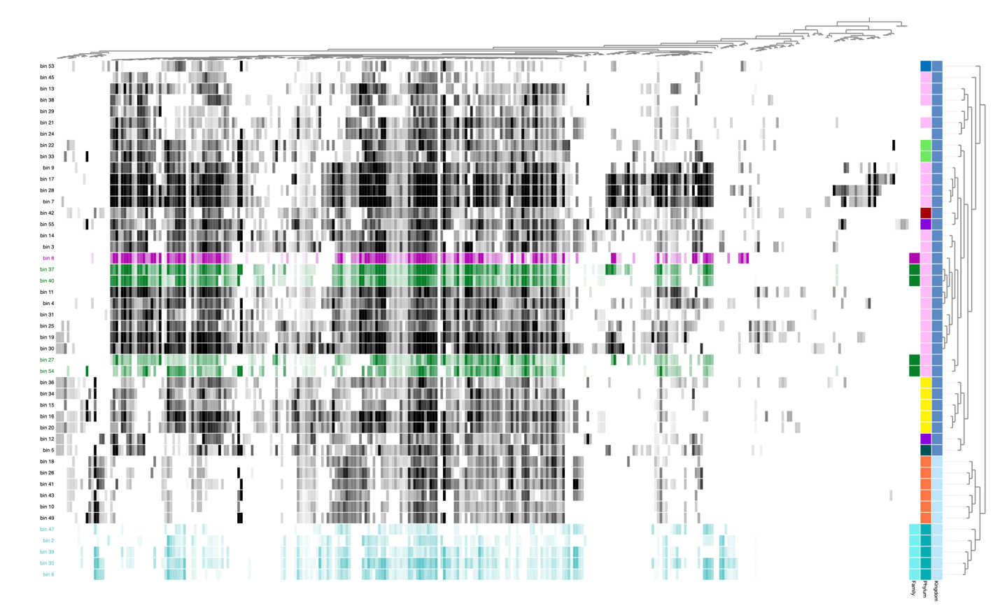 bin 53
bin 45
bin 13
bin 38
bin 29
bin 21
bin 24
bin 22
bin 33
bin 9
bin 17
bin 28
bin 7
bin 42
bin 55
bin 14
bin 3
bin 8
bin 37
bin 40
bin 11
bin 4
bin 31
bin 25
bin 19
bin 30
bin 27
bin 54
bin 36
bin 34
bin 15
bin 16
bin 20
bin 12
bin 5
bin 18
bin 26
bin 41
bin 43
bin 10
bin 49
bin 47
bin 2
bin 39
bin 35
bin 6
Family
Phylum
Kingdom